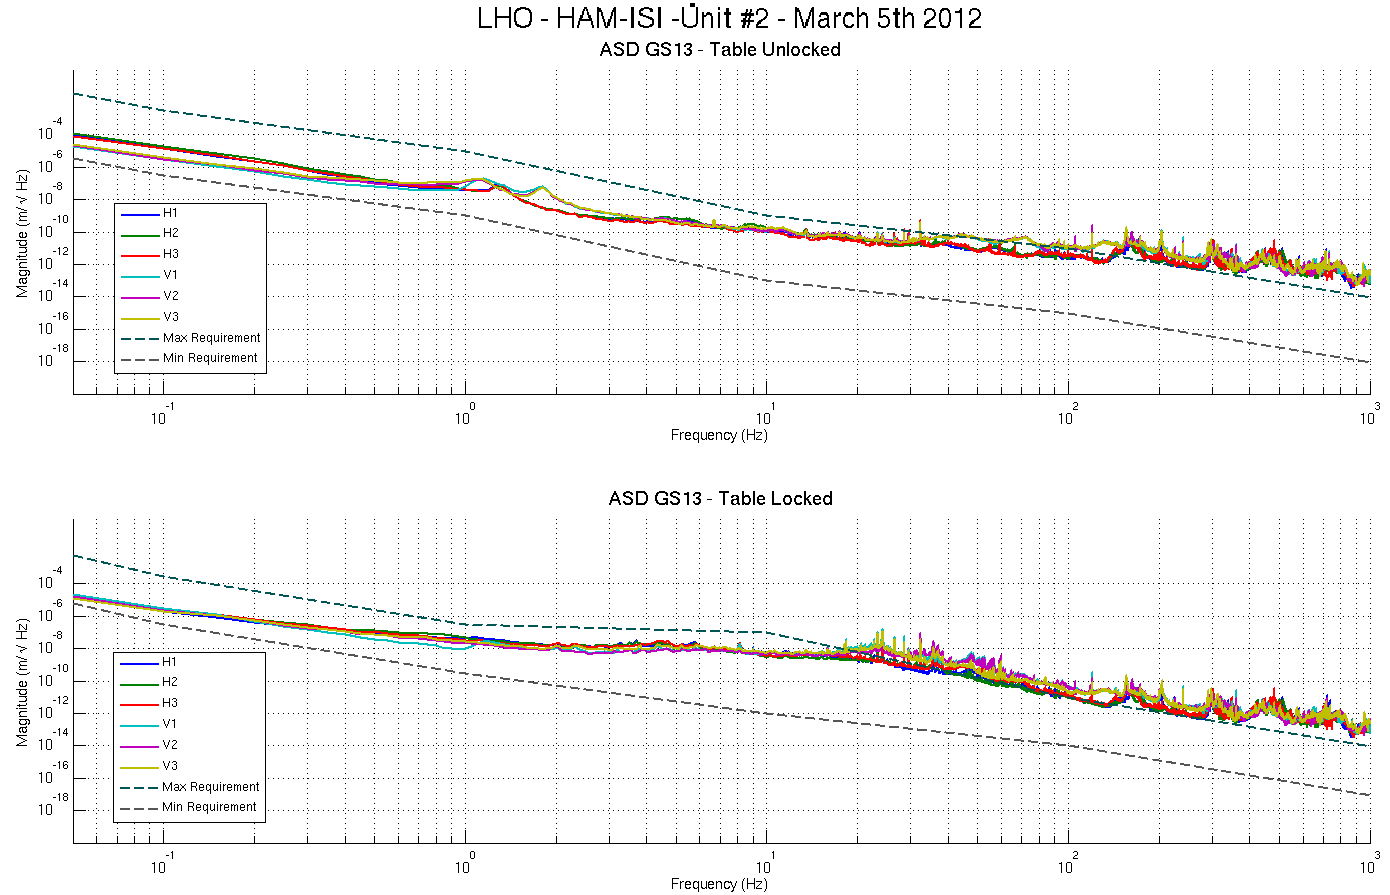 LHO - HAM-ISI -Unit #2 - March 5th 2012
ASD GS13 - Table Unlocked
Magnitude (m/√ Hz)
10^-4
10^-6
10^-8
10^-10
10^-12
10^-14
10^-16
10^-18
H1
H2
H3
V1
V2
V3
Max Requirement
Min Requirement
10^-1 10^0 10^1 10^2 10^3
Frequency (Hz)
ASD GS13 - Table Locked
Magnitude (m/√ Hz)
10^-4
10^-6
10^-8
10^-10
10^-12
10^-14
10^-16
10^-18
H1
H2
H3
V1
V2
V3
Max Requirement
Min Requirement
10^-1 10^0 10^1 10^2 10^3
Frequency (Hz)